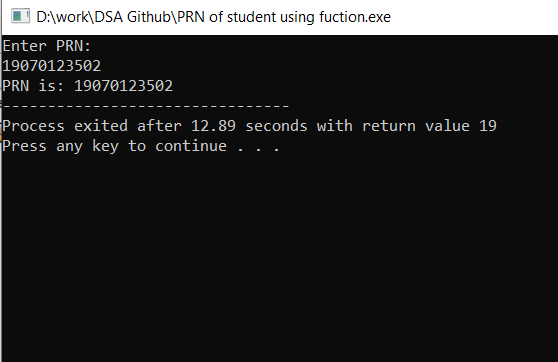 D:\work\DSA Github\PRN of student using fuction.exe
Enter PRN:
19070123502
PRN is: 19070123502
--------------------------------
Process exited after 12.89 seconds with return value 19
Press any key to continue . . .